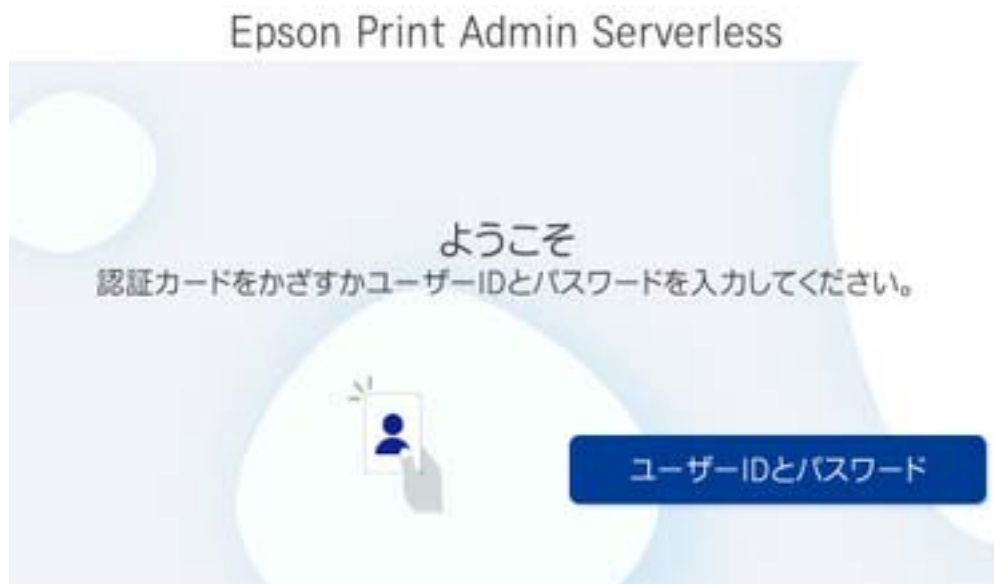 Epson Print Admin Serverless
ようこそ
認証カードをかざすかユーザーIDとパスワードを入力してください。
ユーザーIDとパスワード